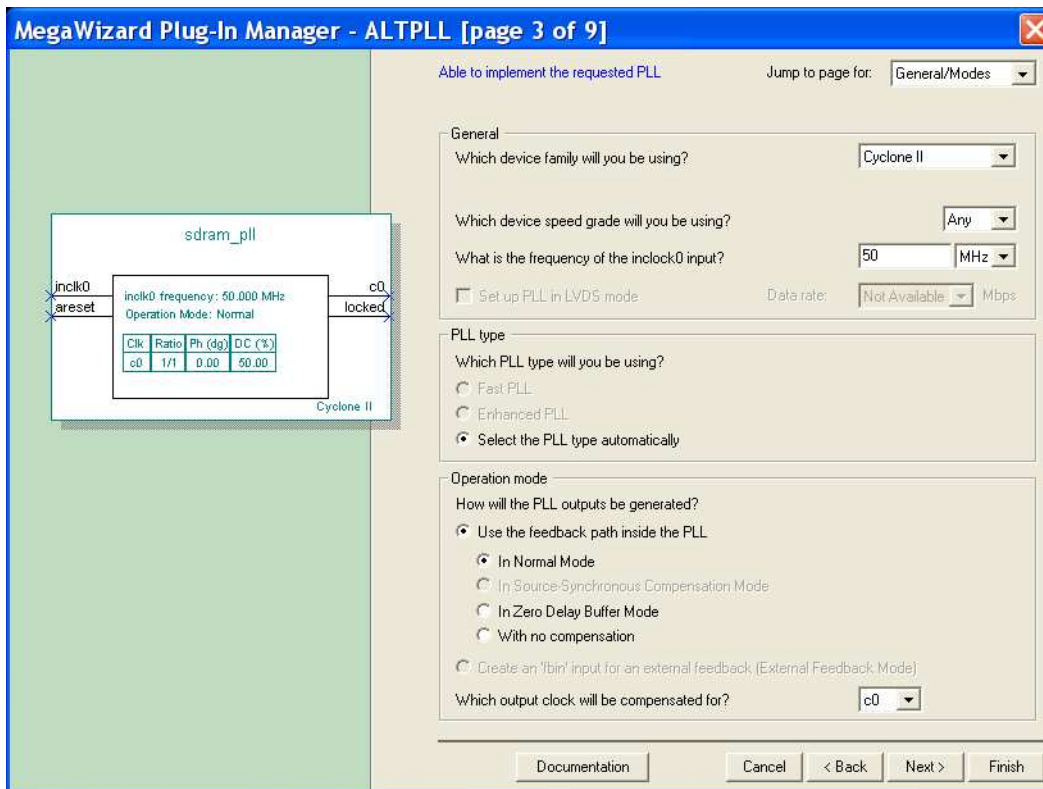 MegaWizard Plug-In Manager - ALTPLL [page 3 of 9]
Able to implement the requested PLL
Jump to page for: General/Modes
sdram_pll
inclk0
areset
c0
locked
inclk0 frequency: 50.000 MHz
Operation Mode: Normal
Clk Ratio Ph (dg) DC (%)
c0 1/1 0.00 50.00
Cyclone II
General
Which device family will you be using? Cyclone II
Which device speed grade will you be using? Any
What is the frequency of the inclock0 input? 50 MHz
Set up PLL in LVDS mode Data rate: Not Available Mbps
PLL type
Which PLL type will you be using?
Fast PLL
Enhanced PLL
Select the PLL type automatically
Operation mode
How will the PLL outputs be generated?
Use the feedback path inside the PLL
In Normal Mode
In Source-Synchronous Compensation Mode
In Zero Delay Buffer Mode
With no compensation
Create an 'fbin' input for an external feedback (External Feedback Mode)
Which output clock will be compensated for? c0
Documentation Cancel < Back Next > Finish